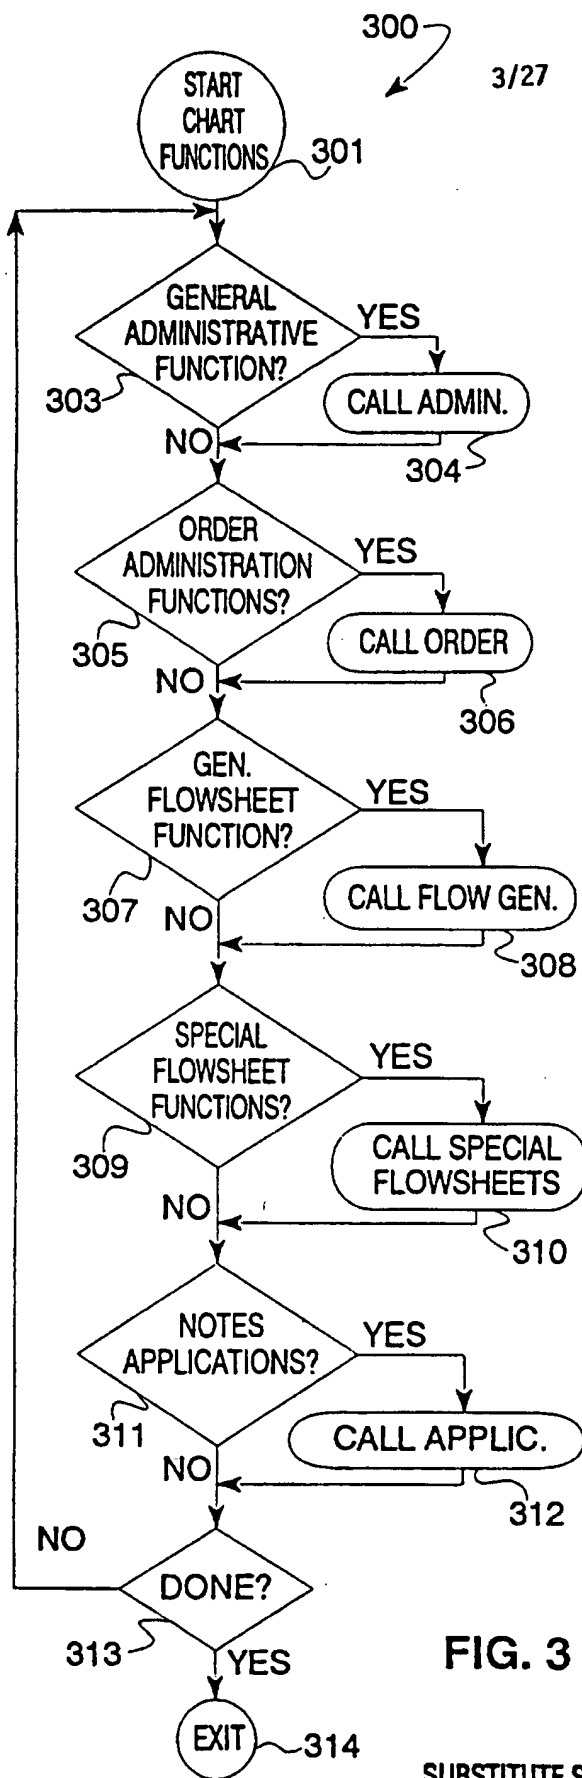 300
3/27
START
CHART
FUNCTIONS
301
GENERAL
ADMINISTRATIVE
FUNCTION?
YES
303
CALL ADMIN.
NO
304
ORDER
ADMINISTRATION
FUNCTIONS?
YES
305
CALL ORDER
NO
306
GEN.
FLOWSHEET
FUNCTION?
YES
307
CALL FLOW GEN.
NO
308
SPECIAL
FLOWSHEET
FUNCTIONS?
YES
309
CALL SPECIAL
FLOWSHEETS
NO
310
NOTES
APPLICATIONS?
YES
311
CALL APPLIC.
NO
312
NO
DONE?
313
YES
FIG. 3
EXIT
314
SUBSTITUTE S